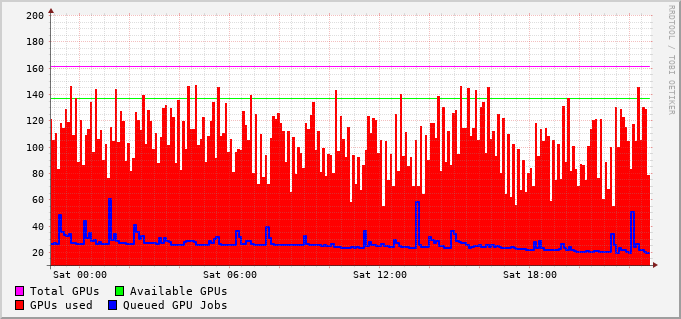 200
180
160
140
120
100
80
60
40
20
Sat 00:00 Sat 06:00 Sat 12:00 Sat 18:00
Total GPUs Available GPUs
GPUs used Queued GPU Jobs
RRDTOOL / TOBI OETIKER